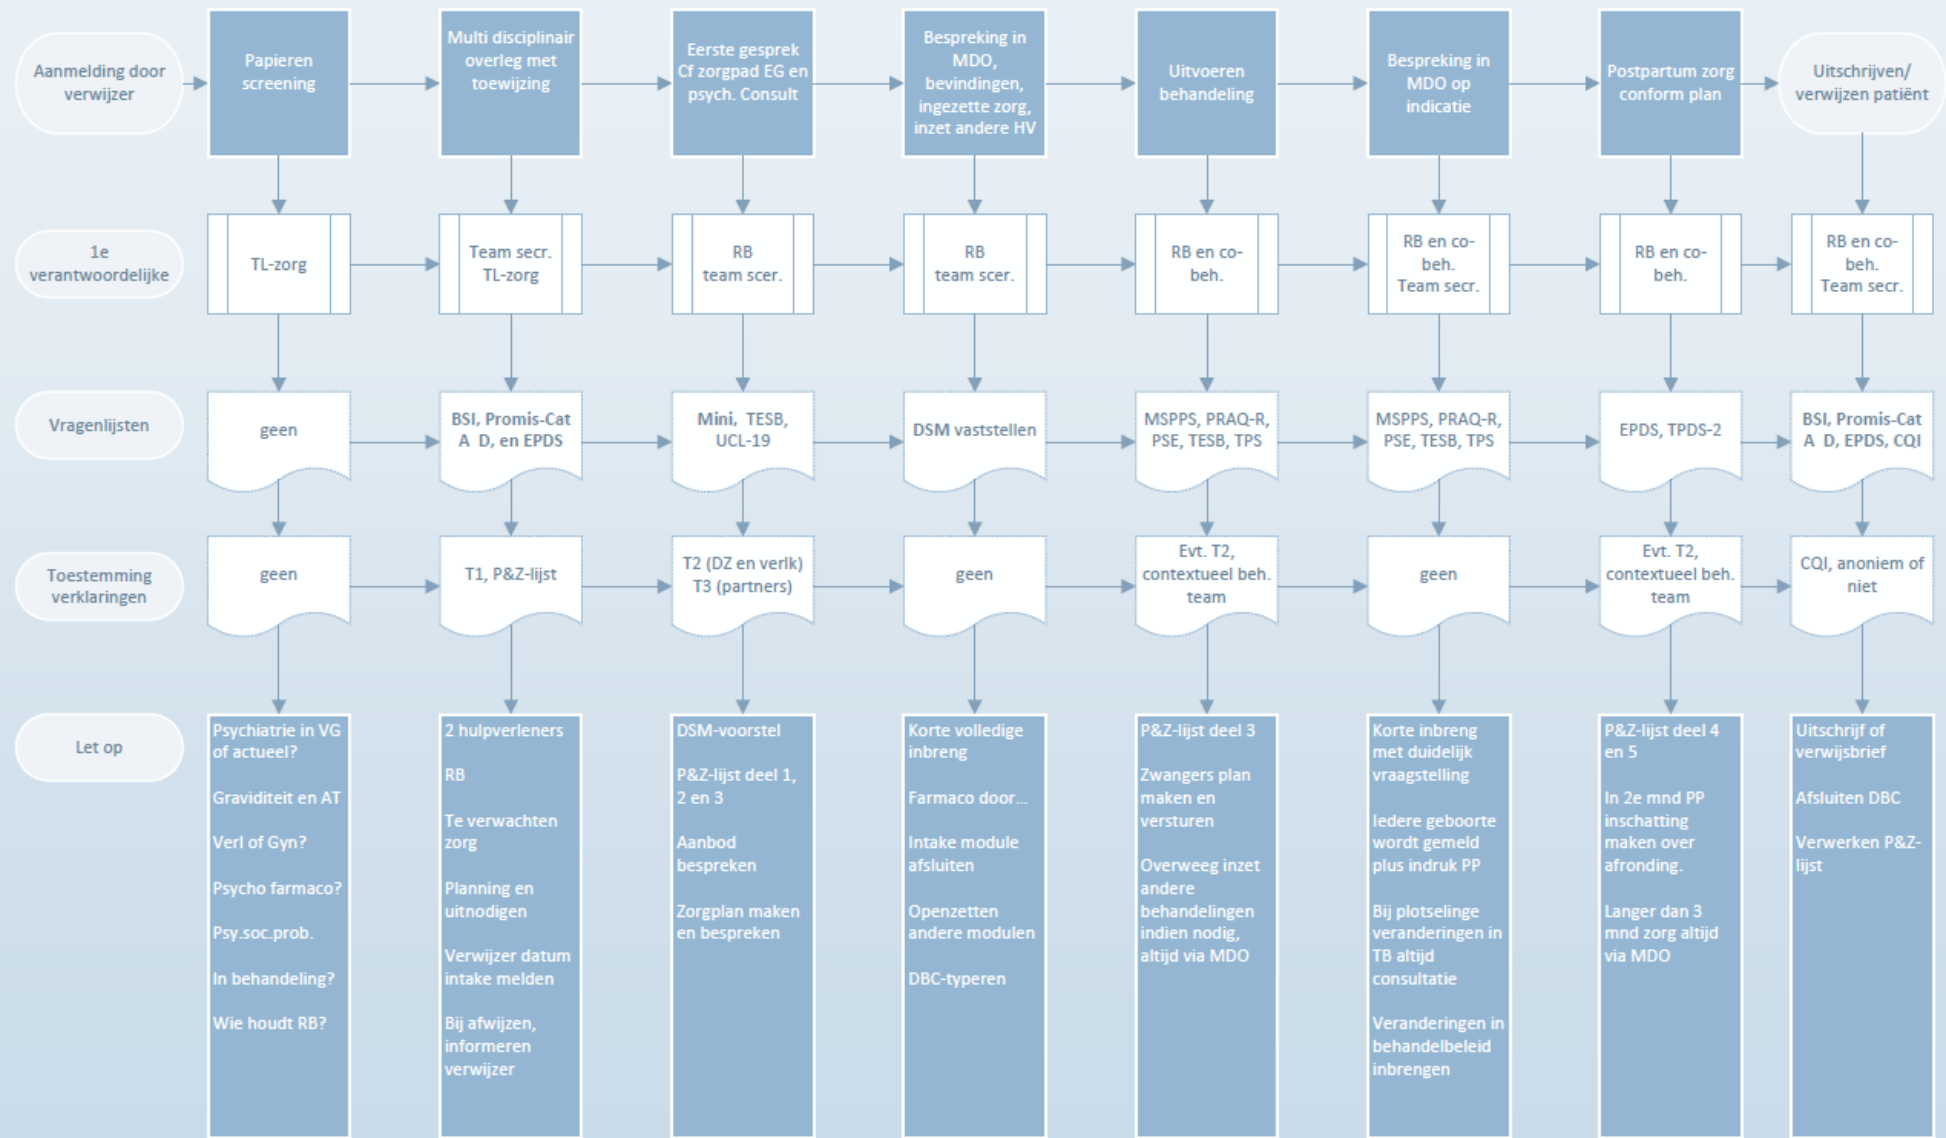 Aanmelding door
verwijzer
Papieren
screening
Multi disciplinair
overleg met
toewijzing
Eerste gesprek
Cf zorgpad EG en
psych. Consult
Bespreking in
MDO,
bevindingen,
ingezette zorg,
inzet andere HV
Uitvoeren
behandeling
Bespreking in
MDO op
indicatie
Postpartum zorg
conform plan
Uitschrijven/
verwijzen patiënt
1e
verantwoordelijke
TL-zorg
Team secr.
TL-zorg
RB
team scer.
RB
team scer.
RB en co-
beh.
RB en co-
beh.
Team secr.
RB en co-
beh.
RB en co-
beh.
Team secr.
Vragenlijsten
geen
BSI, Promis-Cat
A D, en EPDS
Mini, TESB,
UCL-19
DSM vaststellen
MSPPS, PRAQ-R,
PSE, TESB, TPS
MSPPS, PRAQ-R,
PSE, TESB, TPS
EPDS, TPDS-2
BSI, Promis-Cat
A D, EPDS, CQI
Toestemming
verklaringen
geen
T1, P&Z-lijst
T2 (DZ en verlk)
T3 (partners)
geen
Evt. T2,
contextueel beh.
team
geen
Evt. T2,
contextueel beh.
team
CQI, anoniem of
niet
Let op
Psychiatrie in VG
of actueel?
Graviditeit en AT
Verl of Gyn?
Psycho farmaco?
Psy.soc.prob.
In behandeling?
Wie houdt RB?
2 hulpverleners
RB
Te verwachten
zorg
Planning en
uitnodigen
Verwijzer datum
intake melden
Bij afwijzen,
informeren
verwijzer
DSM-voorstel
P&Z-lijst deel 1,
2 en 3
Aanbod
bespreken
Zorgplan maken
en bespreken
Korte volledige
inbreng
Farmaco door...
Intake module
afsluiten
Openzetten
andere modulen
DBC-typeren
P&Z-lijst deel 3
Zwangers plan
maken en
versturen
Overweeg inzet
andere
behandelingen
indien nodig,
altijd via MDO
Korte inbreng
met duidelijk
vraagstelling
Iedere geboorte
wordt gemeld
plus indruk PP
Bij plotselinge
veranderingen in
TB altijd
consultatie
Veranderingen in
behandelbeleid
inbrengen
P&Z-lijst deel 4
en 5
In 2e mnd PP
inschatting
maken over
afronding.
Langer dan 3
mnd zorg altijd
via MDO
Uitschrijf of
verwijsbrief
Afsluiten DBC
Verwerken P&Z-
lijst